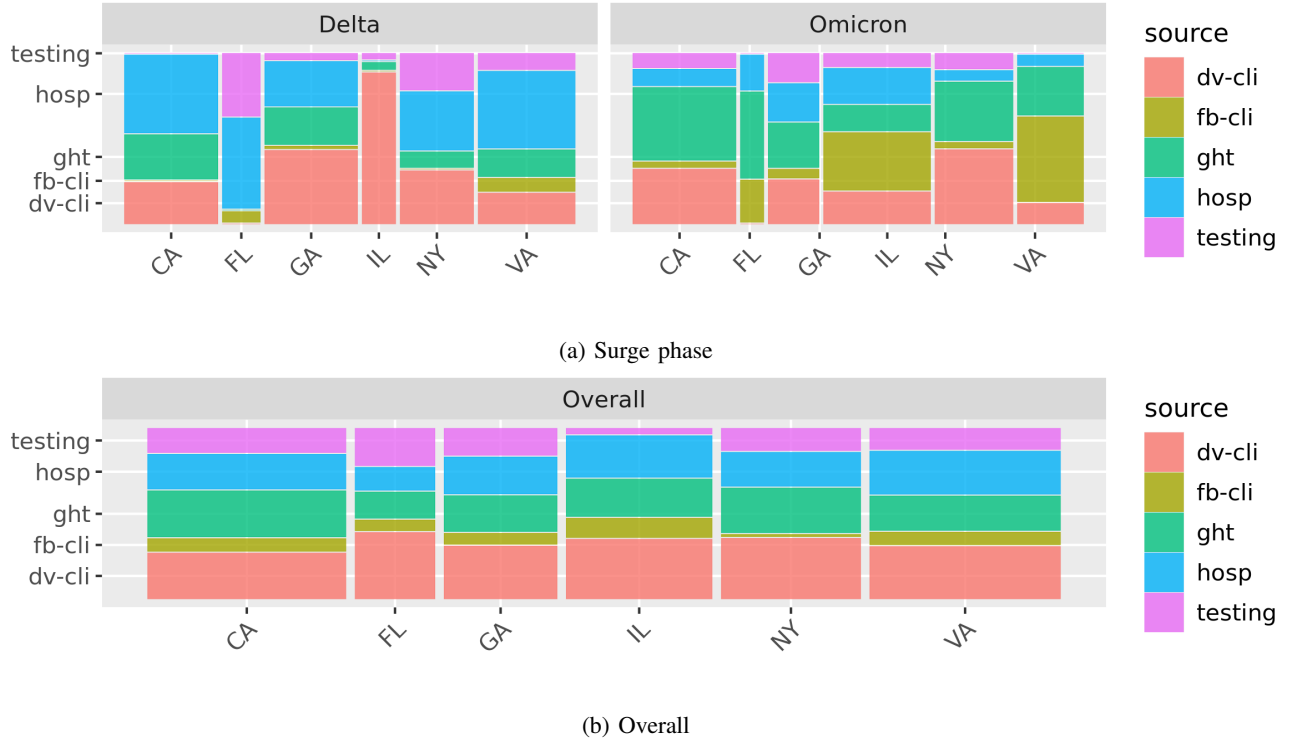 Delta
Omicron
testing
hosp
ght
fb-cli
dv-cli
CA
FL
GA
IL
NY
VA
CA
FL
GA
IL
NY
VA
source
dv-cli
fb-cli
ght
hosp
testing
(a) Surge phase
Overall
testing
hosp
ght
fb-cli
dv-cli
CA
FL
GA
IL
NY
VA
source
dv-cli
fb-cli
ght
hosp
testing
(b) Overall